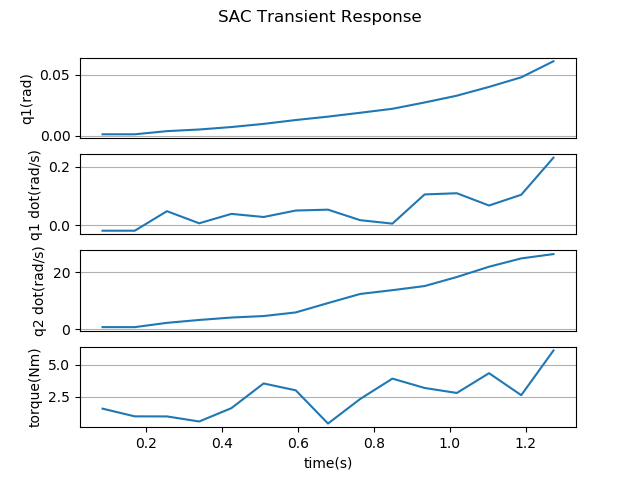 SAC Transient Response
0.05
0.00
q1(rad)
0.2
0.0
q1 dot(rad/s)
20
0
q2 dot(rad/s)
5.0
2.5
torque(Nm)
0.2 0.4 0.6 0.8 1.0 1.2
time(s)